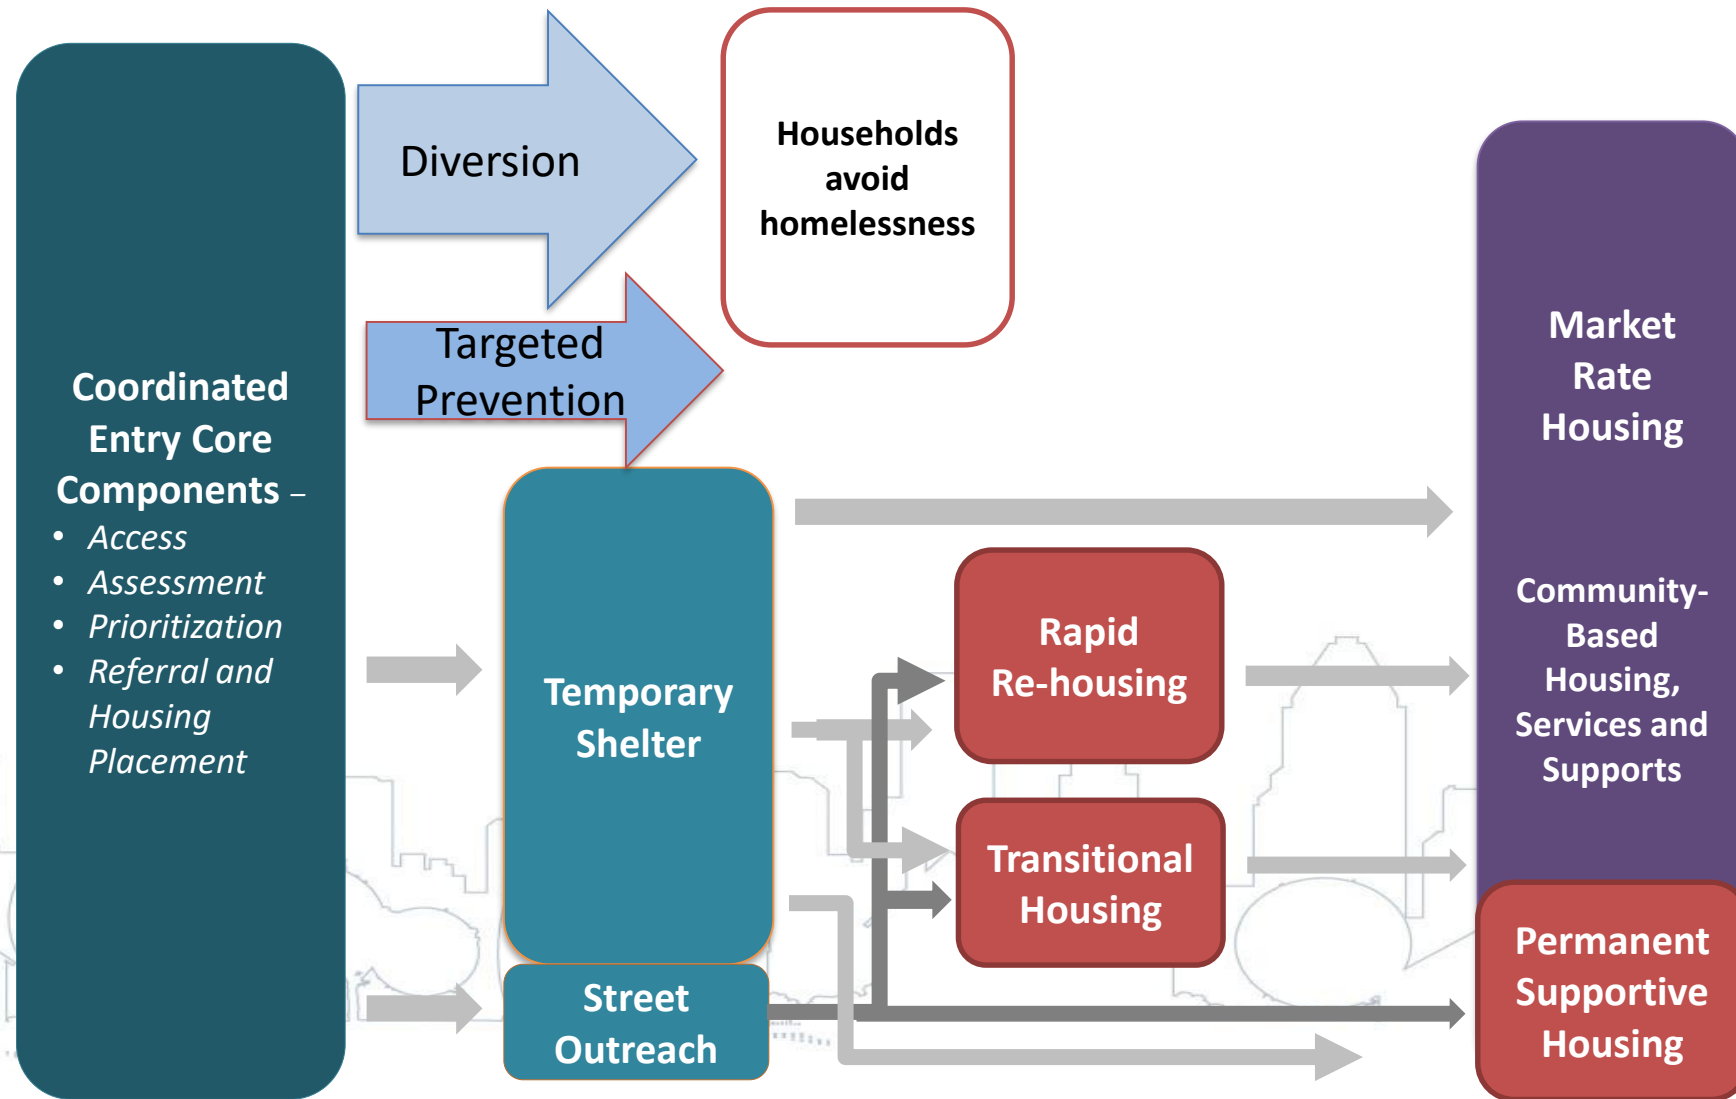 Coordinated
Entry Core
Components –
• Access
• Assessment
• Prioritization
• Referral and
Housing
Placement
Diversion
Targeted
Prevention
Households
avoid
homelessness
Temporary
Shelter
Street
Outreach
Rapid
Re-housing
Transitional
Housing
Market
Rate
Housing
Community-
Based
Housing,
Services and
Supports
Permanent
Supportive
Housing